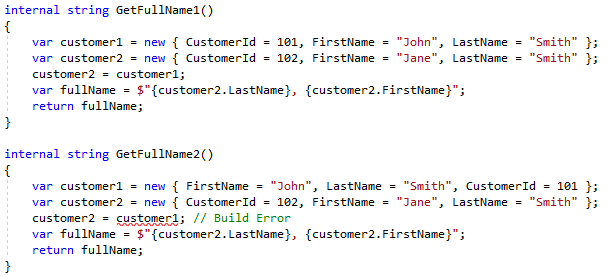 internal string GetFullName1()
{
var customer1 = new { CustomerId = 101, FirstName = "John", LastName = "Smith" };
var customer2 = new { CustomerId = 102, FirstName = "Jane", LastName = "Smith" };
customer2 = customer1;
var fullName = $"{customer2.LastName}, {customer2.FirstName}";
return fullName;
}
internal string GetFullName2()
{
var customer1 = new { FirstName = "John", LastName = "Smith", CustomerId = 101 };
var customer2 = new { CustomerId = 102, FirstName = "Jane", LastName = "Smith" };
customer2 = customer1; // Build Error
var fullName = $"{customer2.LastName}, {customer2.FirstName}";
return fullName;
}